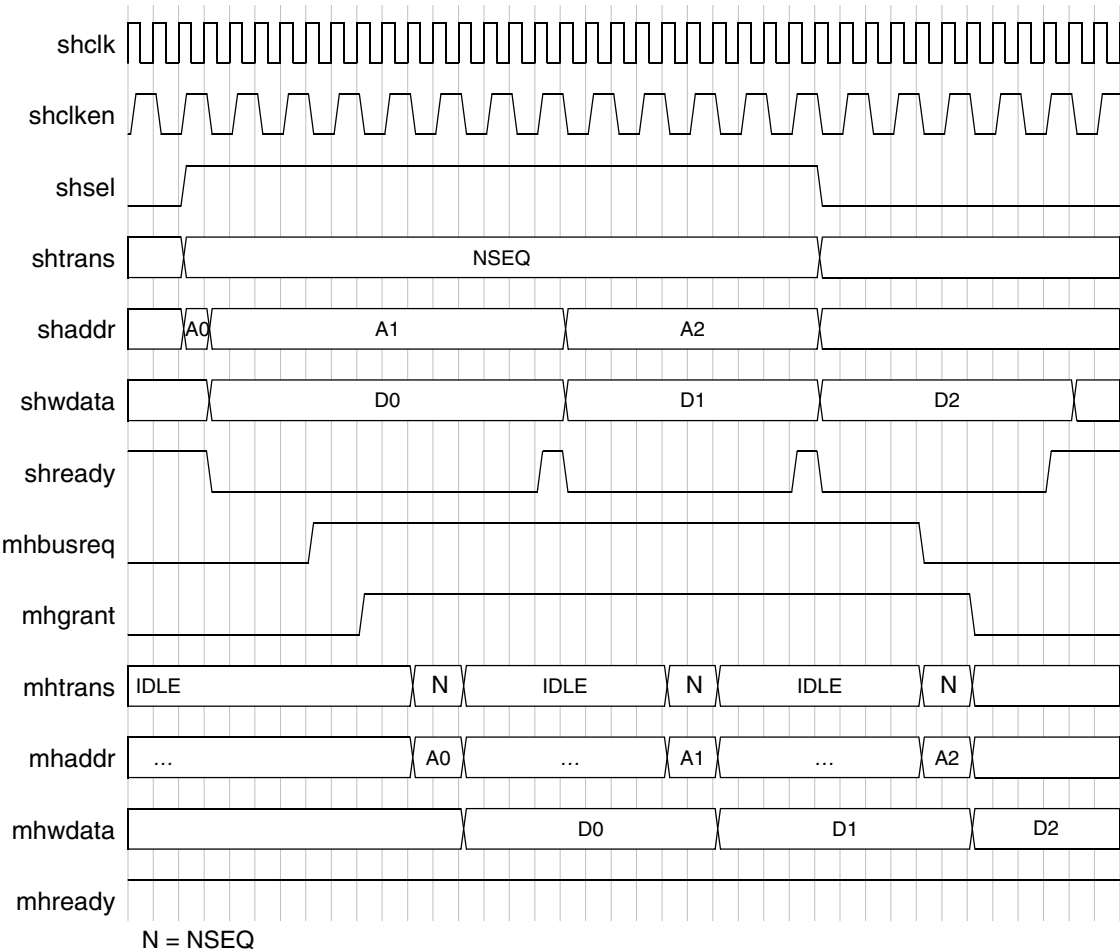 shclk
shclken
shsel
shtrans NSEQ
shaddr A0 A1 A2
shwdata D0 D1 D2
shready
mhbusreq
mhgrant
mhtrans IDLE N IDLE N IDLE N
mhaddr ... A0 ... A1 ... A2
mhwdata D0 D1 D2
mhready
N = NSEQ